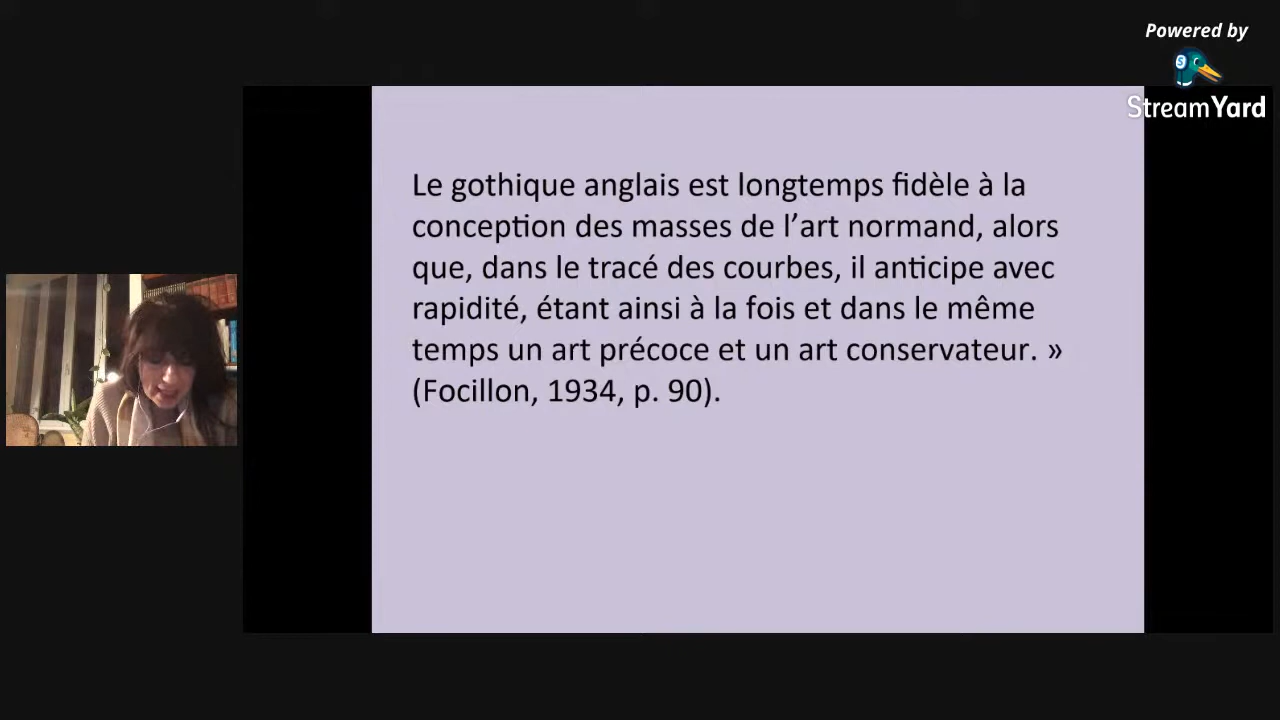 Powered by
StreamYard
Le gothique anglais est longtemps fidèle à la
conception des masses de l’art normand, alors
que, dans le tracé des courbes, il anticipe avec
rapidité, étant ainsi à la fois et dans le même
temps un art précoce et un art conservateur. »
(Focillon, 1934, p. 90).